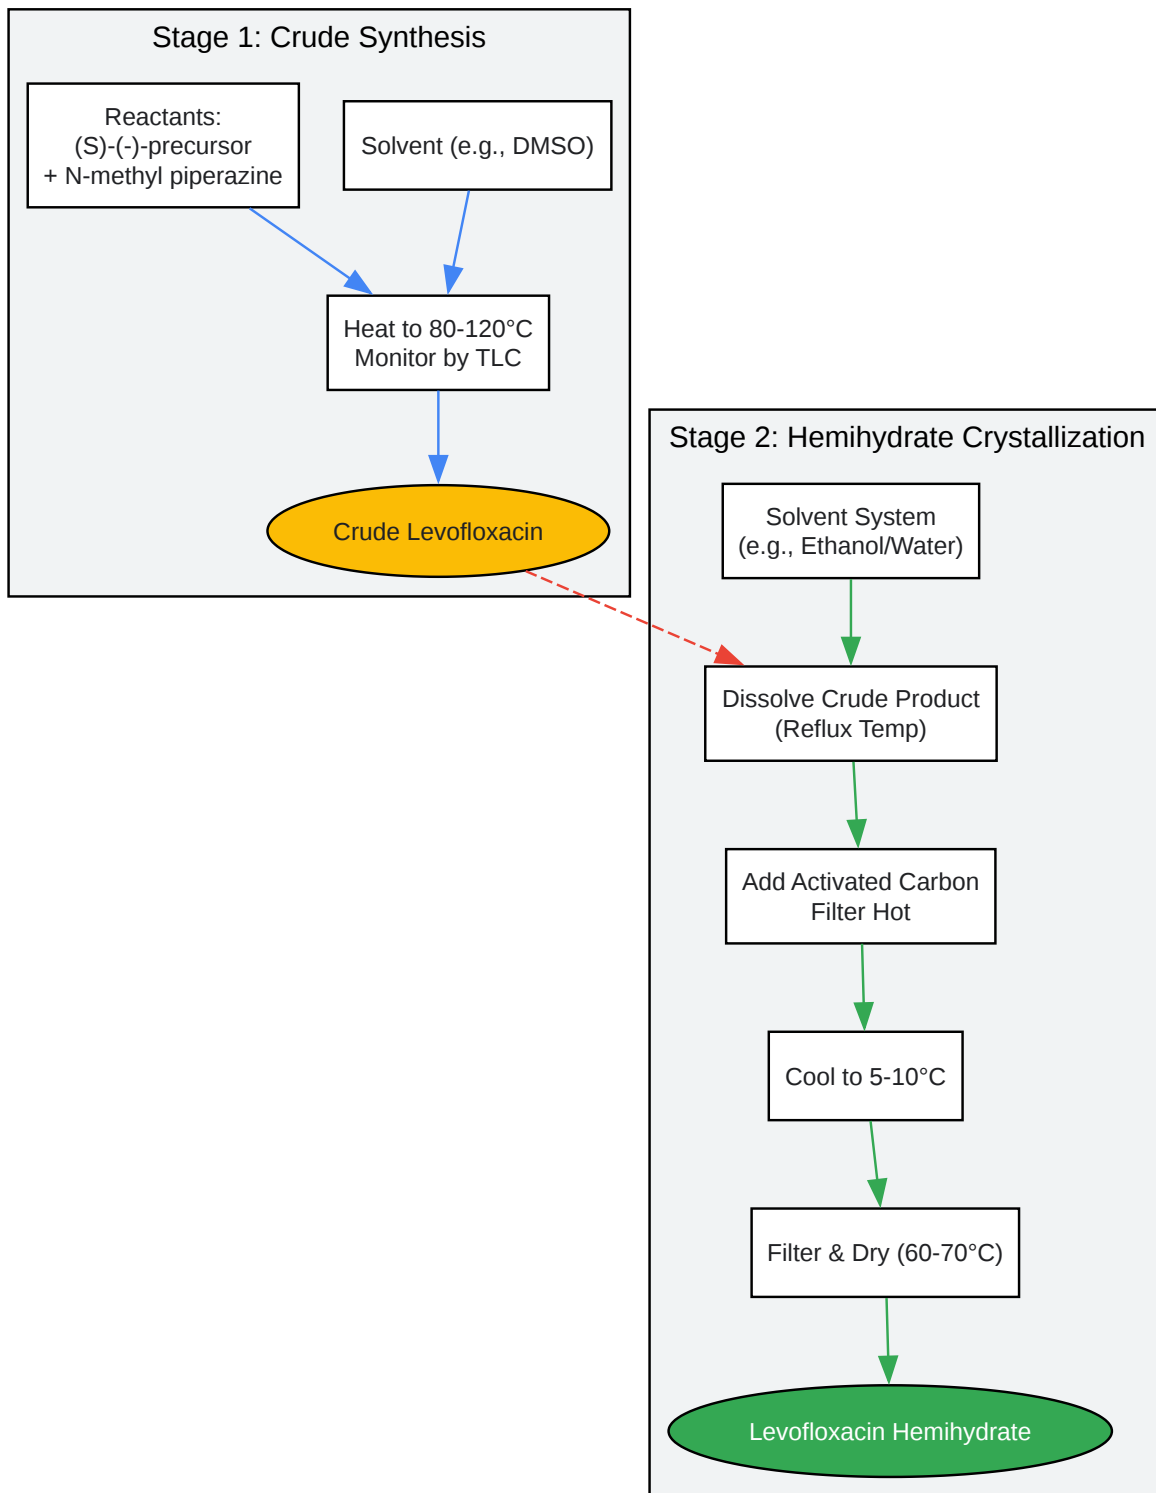 Stage 1: Crude Synthesis
Reactants:
(S)-(-)-precursor
+ N-methyl piperazine
Solvent (e.g., DMSO)
Heat to 80-120°C
Monitor by TLC
Crude Levofloxacin
Stage 2: Hemihydrate Crystallization
Solvent System
(e.g., Ethanol/Water)
Dissolve Crude Product
(Reflux Temp)
Add Activated Carbon
Filter Hot
Cool to 5-10°C
Filter & Dry (60-70°C)
Levofloxacin Hemihydrate